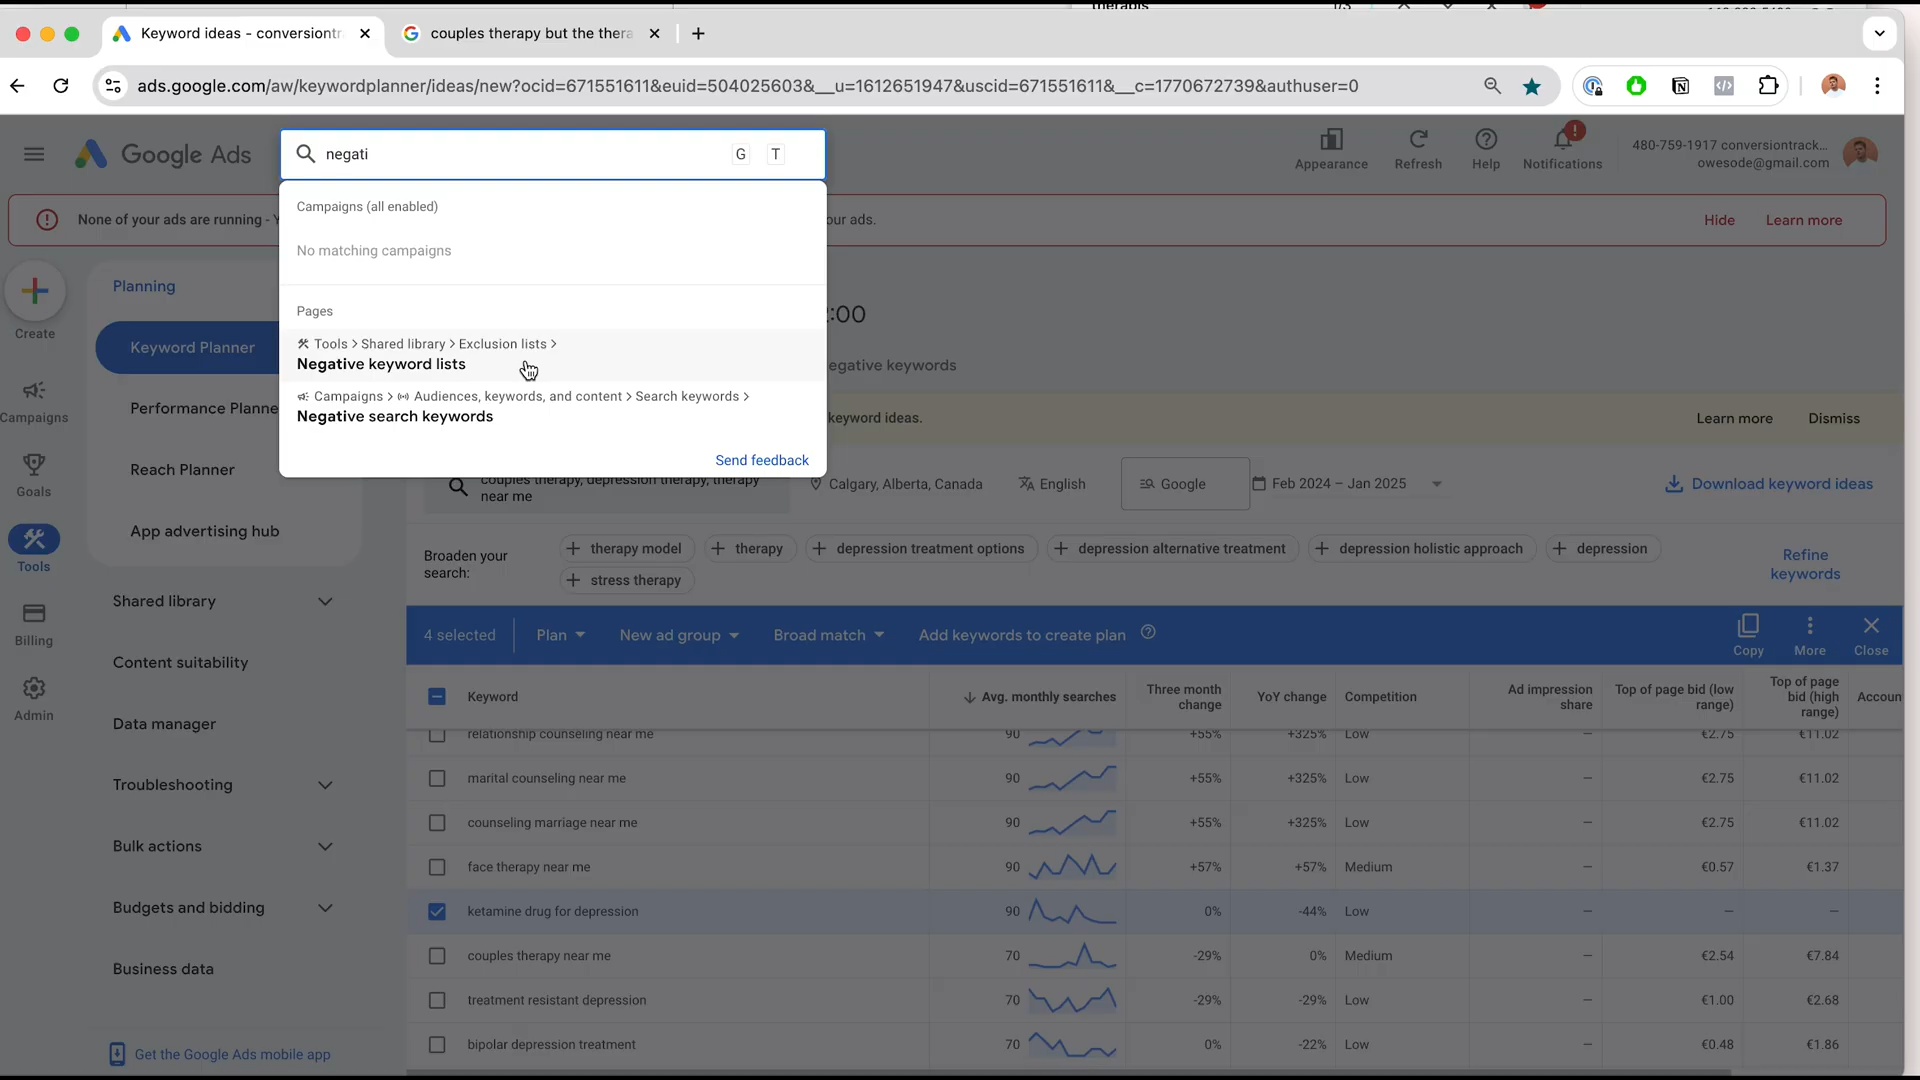 therapis
1/3
Keyword ideas - conversiontr
couples therapy but the thera
ads.google.com/aw/keywordplanner/ideas/new?ocid=671551611&euid=504025603&__u=1612651947&uscid=671551611&__c=1770672739&authuser=0
Google Ads
negati
G
T
Appearance
Refresh
Help
Notifications
480-759-1917 conversiontrack...
owesode@gmail.com
Campaigns (all enabled)
No matching campaigns
Pages
Tools > Shared library > Exclusion lists >
Negative keyword lists
Campaigns > Audiences, keywords, and content > Search keywords >
Negative search keywords
Send feedback
None of your ads are running - Y
our ads.
Hide
Learn more
Create
Campaigns
Goals
Tools
Billing
Admin
Planning
Keyword Planner
Performance Planne
Reach Planner
App advertising hub
Shared library
Content suitability
Data manager
Troubleshooting
Bulk actions
Budgets and bidding
Business data
Get the Google Ads mobile app
:00
egative keywords
keyword ideas.
Learn more
Dismiss
couples therapy, depression therapy, therapy
near me
Calgary, Alberta, Canada
English
Google
Feb 2024 – Jan 2025
Download keyword ideas
Broaden your
search:
therapy model
therapy
depression treatment options
depression alternative treatment
depression holistic approach
depression
stress therapy
Refine
keywords
4 selected
Plan
New ad group
Broad match
Add keywords to create plan
Copy
More
Close
Keyword
Avg. monthly searches
Three month
change
YoY change
Competition
Ad impression
share
Top of page bid (low
range)
Top of page
bid (high
range)
Accoun
relationship counseling near me 90 +55% +325% Low – €2.75 €11.02
marital counseling near me 90 +55% +325% Low – €2.75 €11.02
counseling marriage near me 90 +55% +325% Low – €2.75 €11.02
face therapy near me 90 +57% +57% Medium – €0.57 €1.37
ketamine drug for depression 90 0% -44% Low – – –
couples therapy near me 70 -29% 0% Medium – €2.54 €7.84
treatment resistant depression 70 -29% -29% Low – €1.00 €2.68
bipolar depression treatment 70 0% -22% Low – €0.48 €1.86